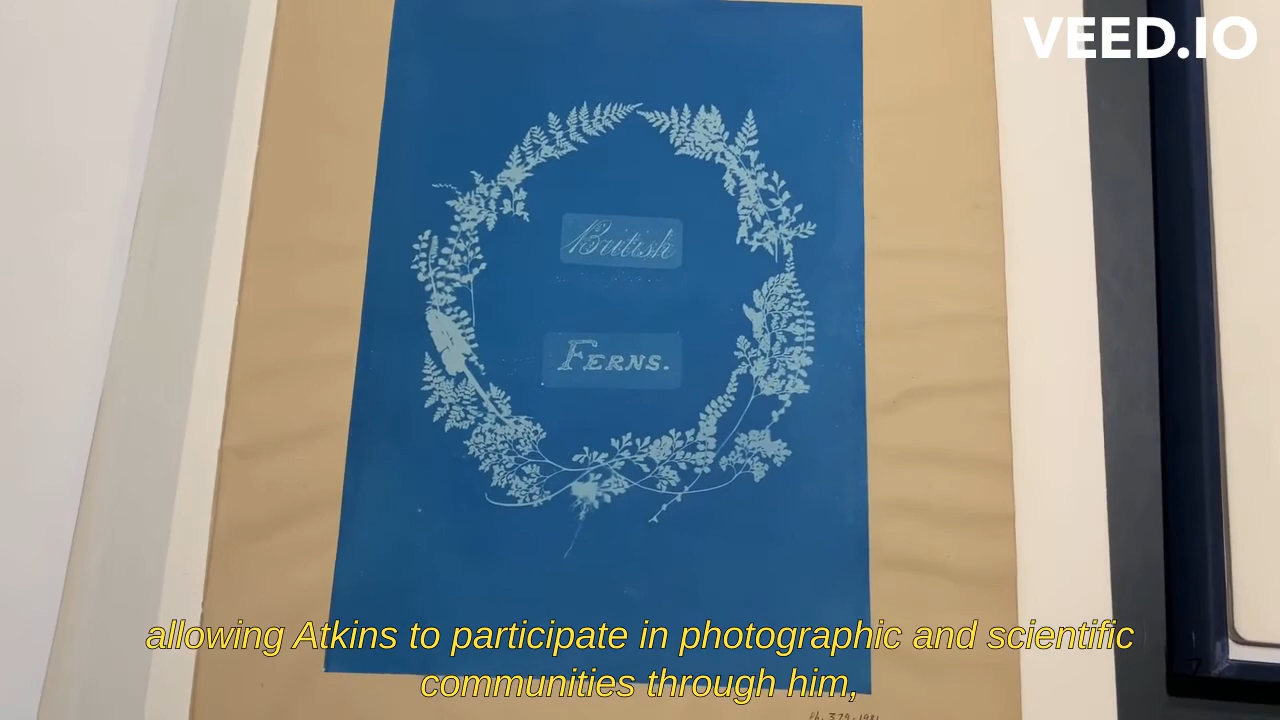 VEED.IO
British
FERNS.
allowing Atkins to participate in photographic and scientific
communities through him,